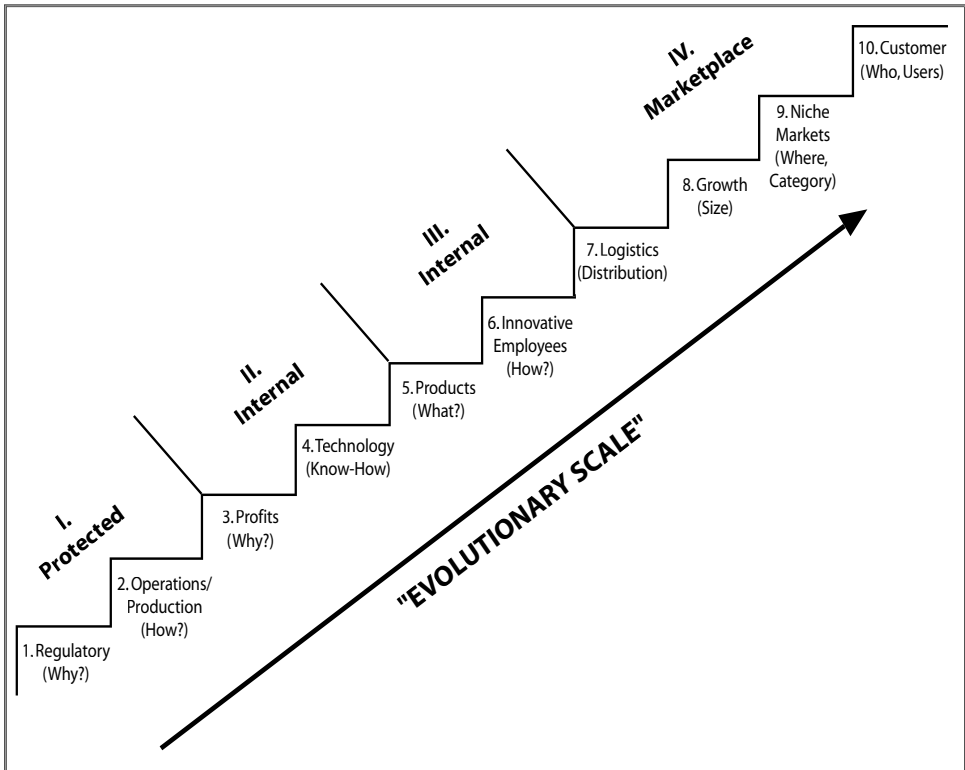 I.
Protected
1. Regulatory
(Why?)
2. Operations/
Production
(How?)
II.
Internal
3. Profits
(Why?)
4. Technology
(Know-How)
III.
Internal
5. Products
(What?)
6. Innovative
Employees
(How?)
IV.
Marketplace
7. Logistics
(Distribution)
8. Growth
(Size)
9. Niche
Markets
(Where,
Category)
10. Customer
(Who, Users)
"EVOLUTIONARY SCALE"